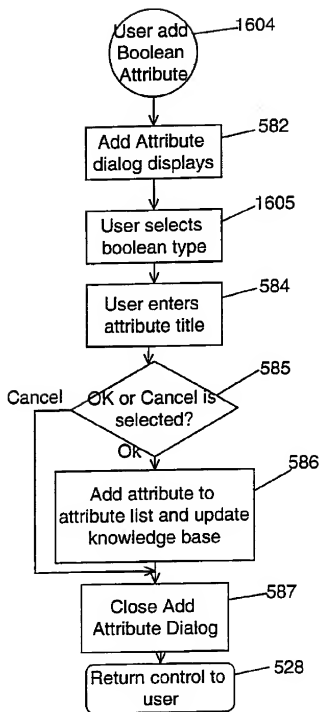 User add
Boolean
Attribute
1604
Add Attribute
dialog displays
582
User selects
boolean type
1605
User enters
attribute title
584
OK or Cancel is
selected?
585
Cancel
Ok
Add attribute to
attribute list and update
knowledge base
586
Close Add
Attribute Dialog
587
Return control to
user
528